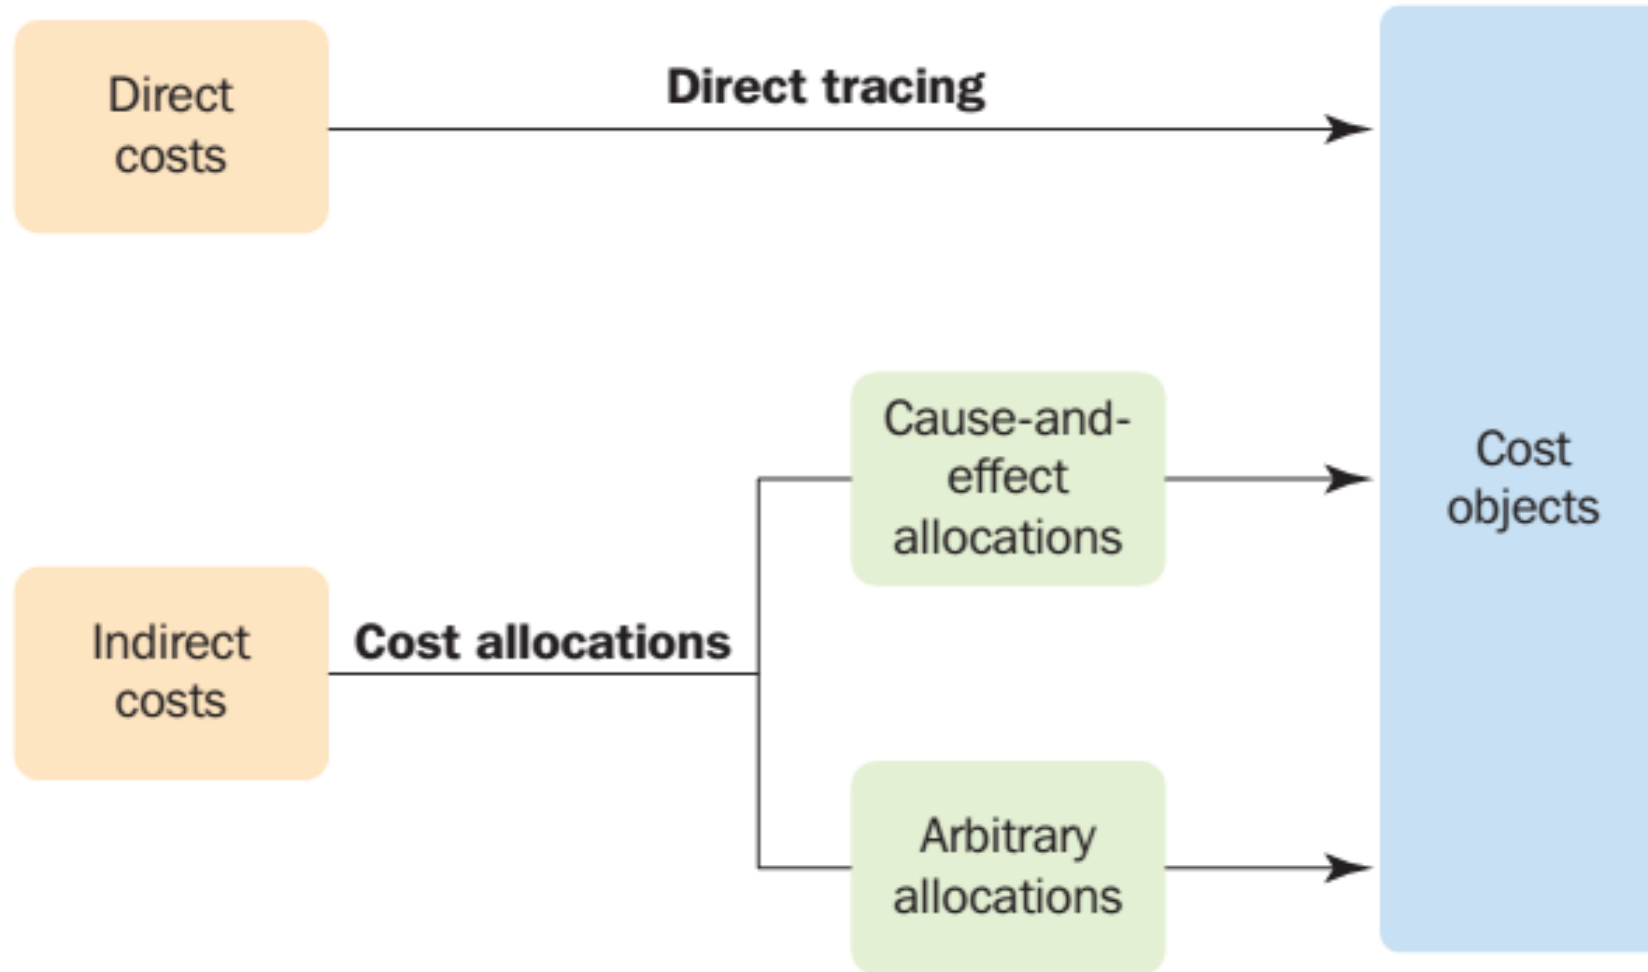 Direct
costs
Direct tracing
Cause-and-
effect
allocations
Cost
objects
Indirect
costs
Cost allocations
Arbitrary
allocations